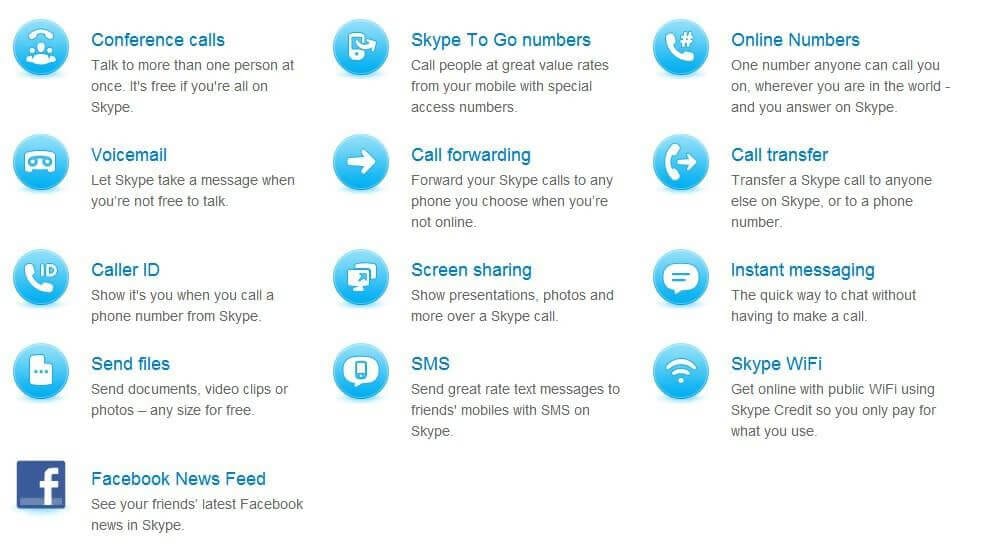 Conference calls
Talk to more than one person at
once. It's free if you're all on
Skype.
Skype To Go numbers
Call people at great value rates
from your mobile with special
access numbers.
#
Online Numbers
One number anyone can call you
on, wherever you are in the world -
and you answer on Skype.
Voicemail
Let Skype take a message when
you're not free to talk.
Call forwarding
Forward your Skype calls to any
phone you choose when you're
not online.
Call transfer
Transfer a Skype call to anyone
else on Skype, or to a phone
number.
ID
Caller ID
Show it's you when you call a
phone number from Skype.
Screen sharing
Show presentations, photos and
more over a Skype call.
Instant messaging
The quick way to chat without
having to make a call.
Send files
Send documents, video clips or
photos – any size for free.
SMS
Send great rate text messages to
friends' mobiles with SMS on
Skype.
Skype WiFi
Get online with public WiFi using
Skype Credit so you only pay for
what you use.
f
Facebook News Feed
See your friends' latest Facebook
news in Skype.